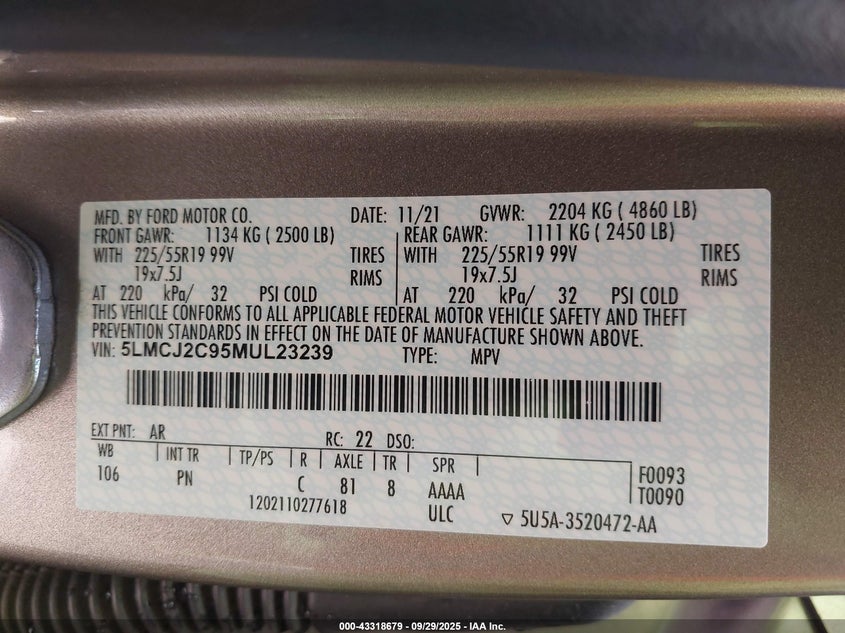 MFD. BY FORD MOTOR CO. DATE: 11/21 GVWR: 2204 KG ( 4860 LB)
FRONT GAWR: 1134 KG ( 2500 LB) REAR GAWR: 1111 KG ( 2450 LB)
WITH 225/55R19 99V TIRES WITH 225/55R19 99V TIRES
19x7.5J RIMS 19x7.5J RIMS
AT 220 kPa/ 32 PSI COLD AT 220 kPa/ 32 PSI COLD
THIS VEHICLE CONFORMS TO ALL APPLICABLE FEDERAL MOTOR VEHICLE SAFETY AND THEFT
PREVENTION STANDARDS IN EFFECT ON THE DATE OF MANUFACTURE SHOWN ABOVE.
VIN: 5LMCJ2C95MUL23239 TYPE: MPV
EXT PNT: AR RC: 22 DSO:
WB INT TR TP/PS R AXLE TR SPR
106 PN C 81 8 AAAA F0093
1202110277618 ULC T0090
▽ 5U5A-3520472-AA
000-43318679 - 09/29/2025 - IAA Inc.